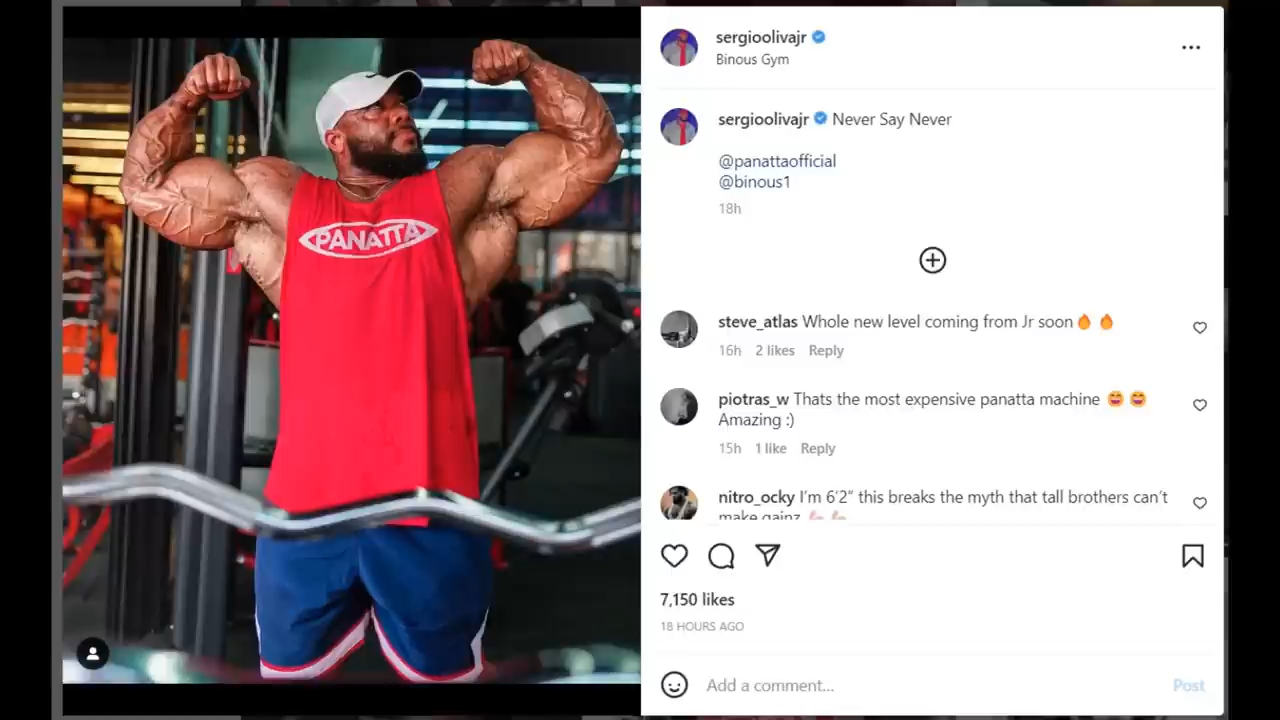 PANATTA
sergioolivajr
Binous Gym
sergioolivajr Never Say Never
@panattaofficial
@binous1
18h
steve_atlas Whole new level coming from Jr soon🔥 🔥
16h 2 likes Reply
piotras_w Thats the most expensive panatta machine 😄 😄
Amazing :)
15h 1 like Reply
nitro_ocky I'm 6'2" this breaks the myth that tall brothers can't
make gainz
7,150 likes
18 HOURS AGO
Add a comment...
Post